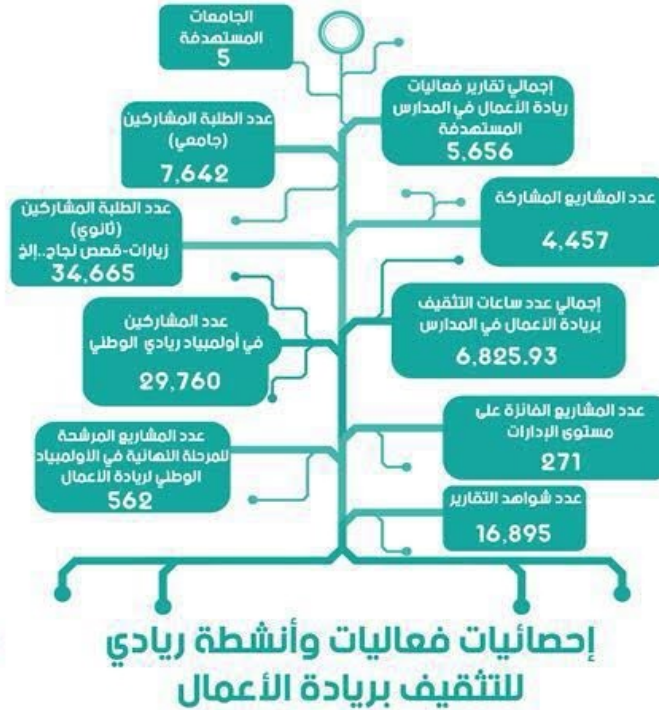 الجامعات
المستهدفة
5
إجمالي تقارير فعاليات
ريادة الأعمال في المدارس
المستهدفة
5,656
عدد الطلبة المشاركين
(جامعي)
7,642
عدد المشاريع المشاركة
4,457
عدد الطلبة المشاركين
(ثانوي)
زيارات-قصص نجاح..إلخ
34,665
إجمالي عدد ساعات التثقيف
بريادة الأعمال في المدارس
6,825.93
عدد المشاركين
في أولمبياد ريادي الوطني
29,760
عدد المشاريع الفائزة على
مستوى الإدارات
271
عدد المشاريع المرشحة
للمرحلة النهائية في الأولمبياد
الوطني لريادة الأعمال
562
عدد شواهد التقارير
16,895
إحصائيات فعاليات وأنشطة ريادي
للتثقيف بريادة الأعمال